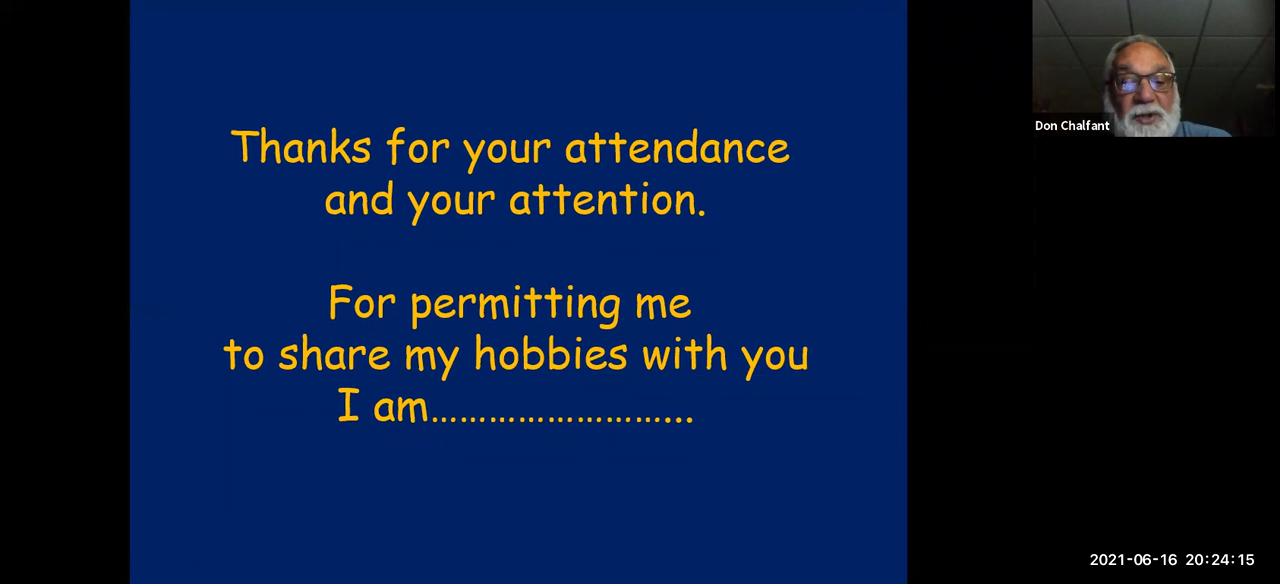 Thanks for your attendance
and your attention.
For permitting me
to share my hobbies with you
I am……………………...
Don Chalfant
2021-06-16 20:24:15